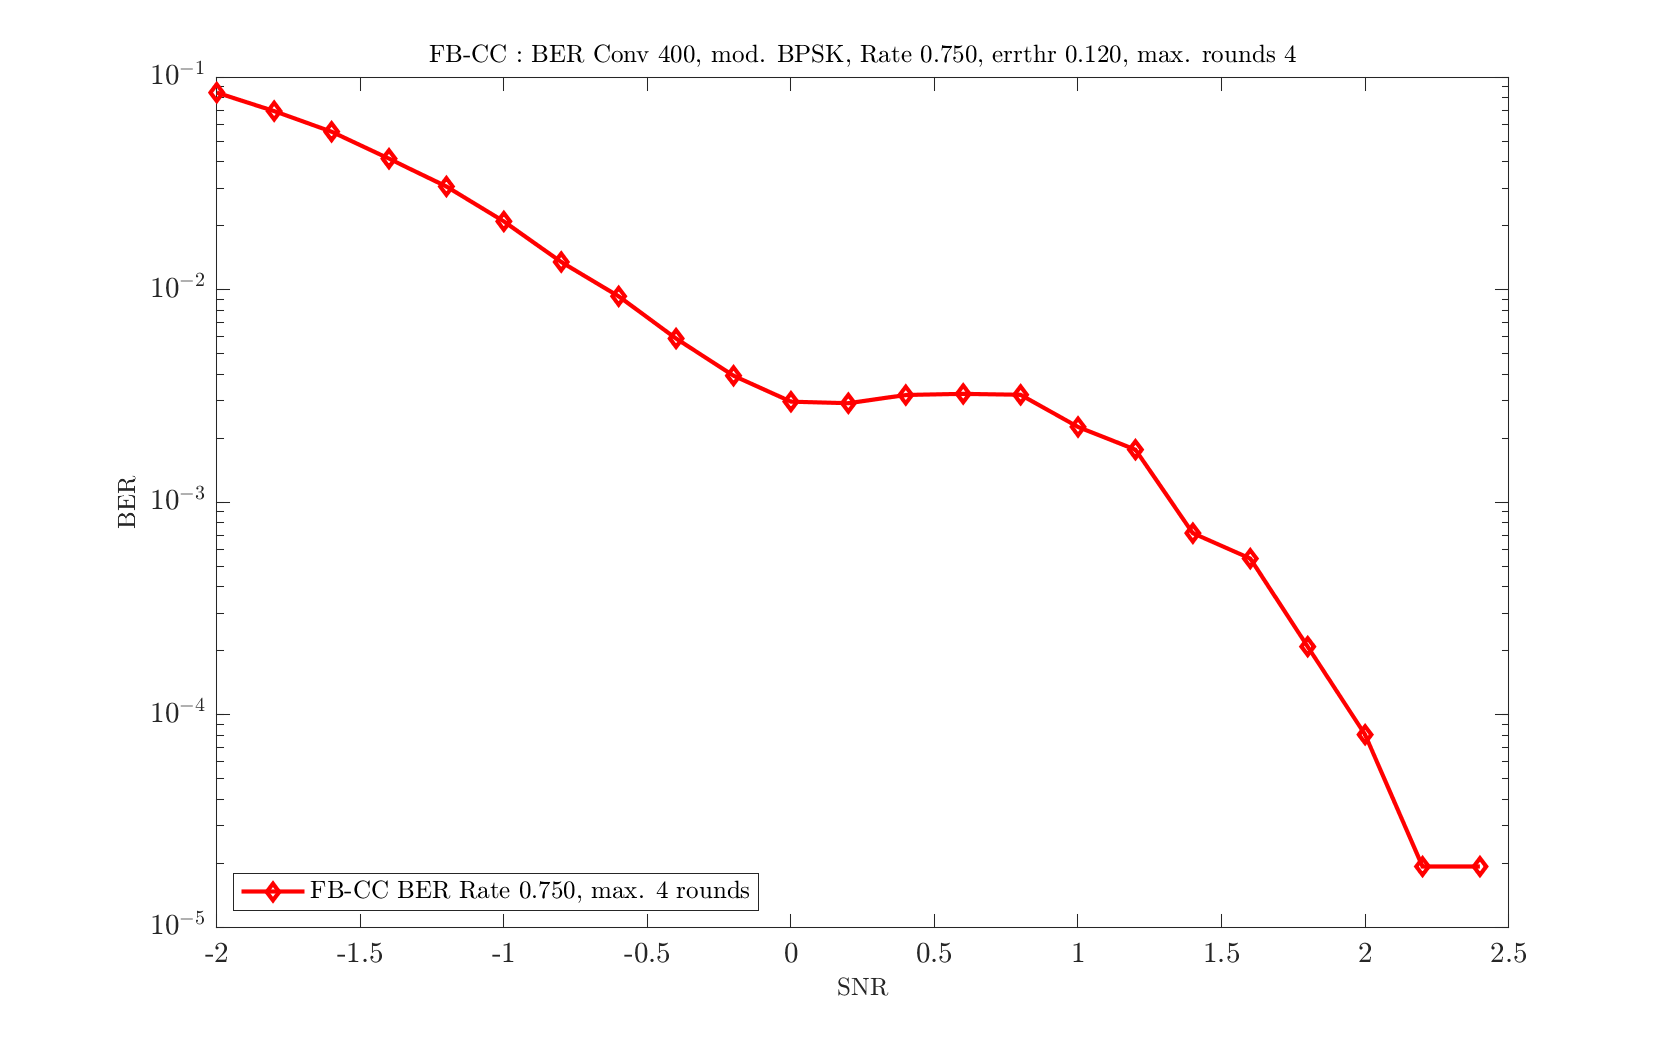 FB-CC : BER Conv 400, mod. BPSK, Rate 0.750, errthr 0.120, max. rounds 4
10^{-1}
10^{-2}
10^{-3}
10^{-4}
10^{-5}
BER
FB-CC BER Rate 0.750, max. 4 rounds
-2 -1.5 -1 -0.5 0 0.5 1 1.5 2 2.5
SNR